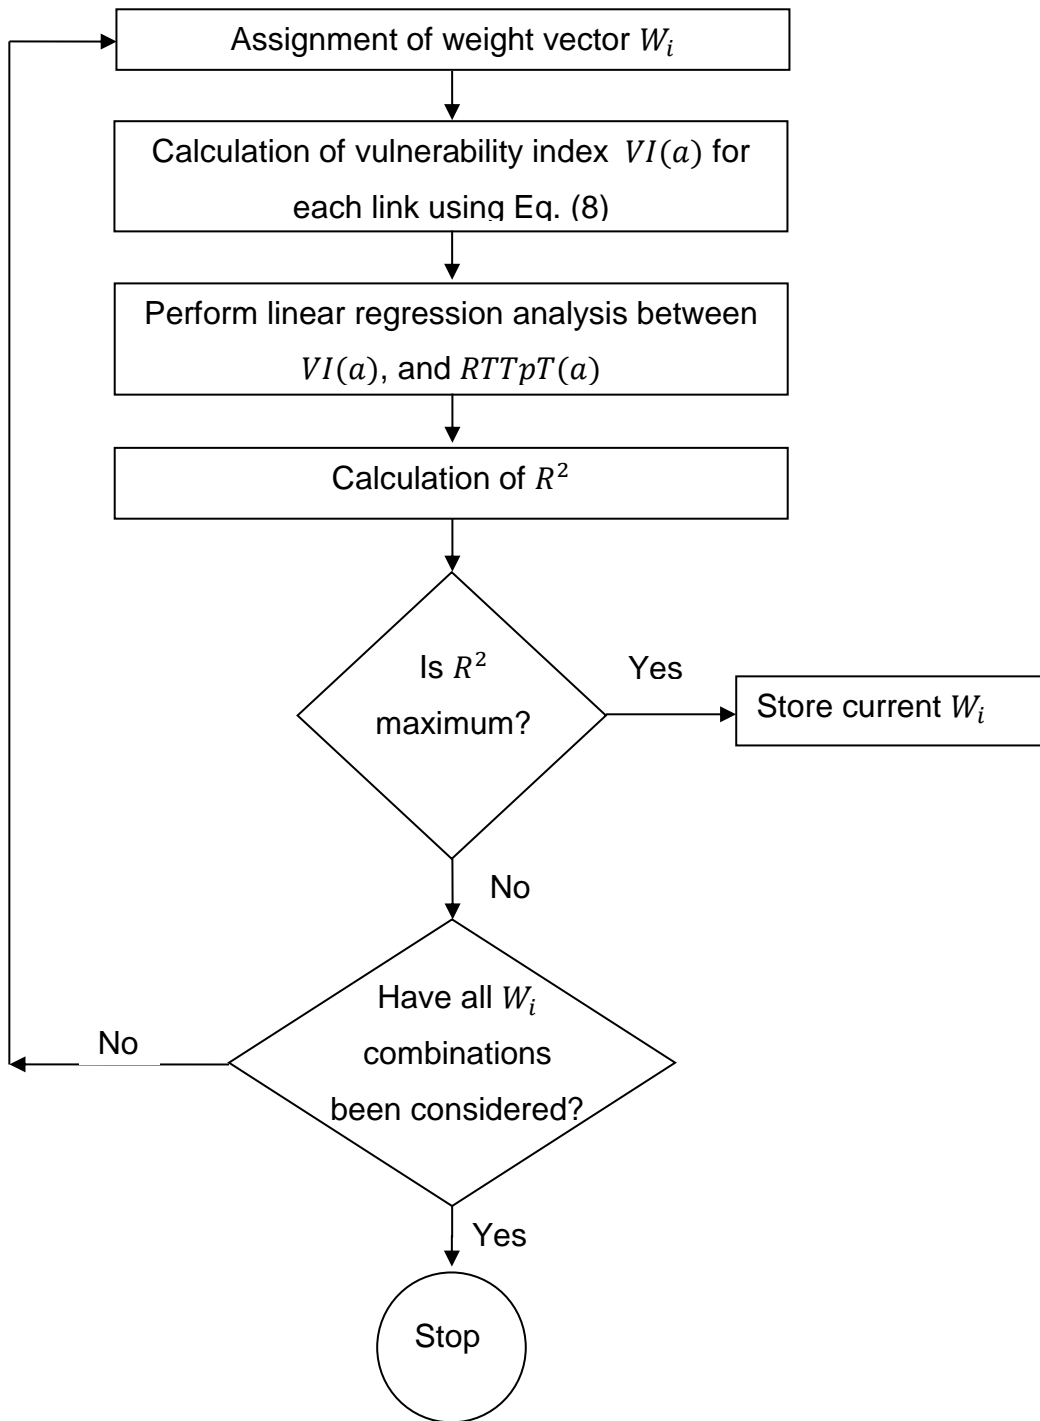 Assignment of weight vector 𝑊𝑖
Calculation of vulnerability index 𝑉𝐼(𝑎) for
each link using Eq. (8)
Perform linear regression analysis between
𝑉𝐼(𝑎), and 𝑅𝑇𝑇𝑝𝑇(𝑎)
Calculation of 𝑅²
Is 𝑅²
maximum?
Yes
Store current 𝑊𝑖
No
Have all 𝑊𝑖
combinations
been considered?
No
Yes
Stop